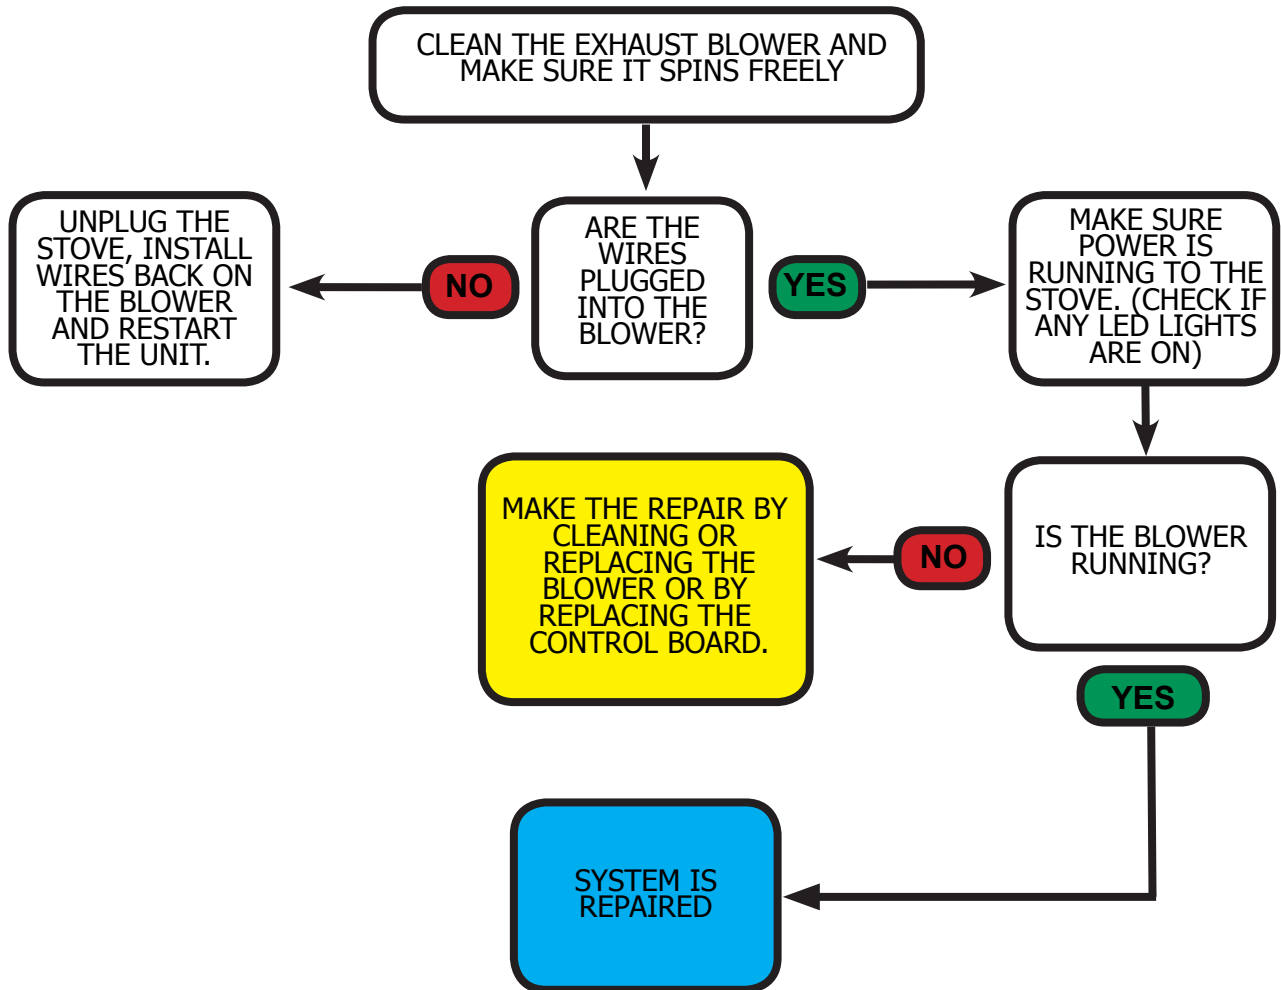 CLEAN THE EXHAUST BLOWER AND
MAKE SURE IT SPINS FREELY
UNPLUG THE
STOVE, INSTALL
WIRES BACK ON
THE BLOWER
AND RESTART
THE UNIT.
NO
ARE THE
WIRES
PLUGGED
INTO THE
BLOWER?
YES
MAKE SURE
POWER IS
RUNNING TO THE
STOVE. (CHECK IF
ANY LED LIGHTS
ARE ON)
MAKE THE REPAIR BY
CLEANING OR
REPLACING THE
BLOWER OR BY
REPLACING THE
CONTROL BOARD.
NO
IS THE BLOWER
RUNNING?
YES
SYSTEM IS
REPAIRED